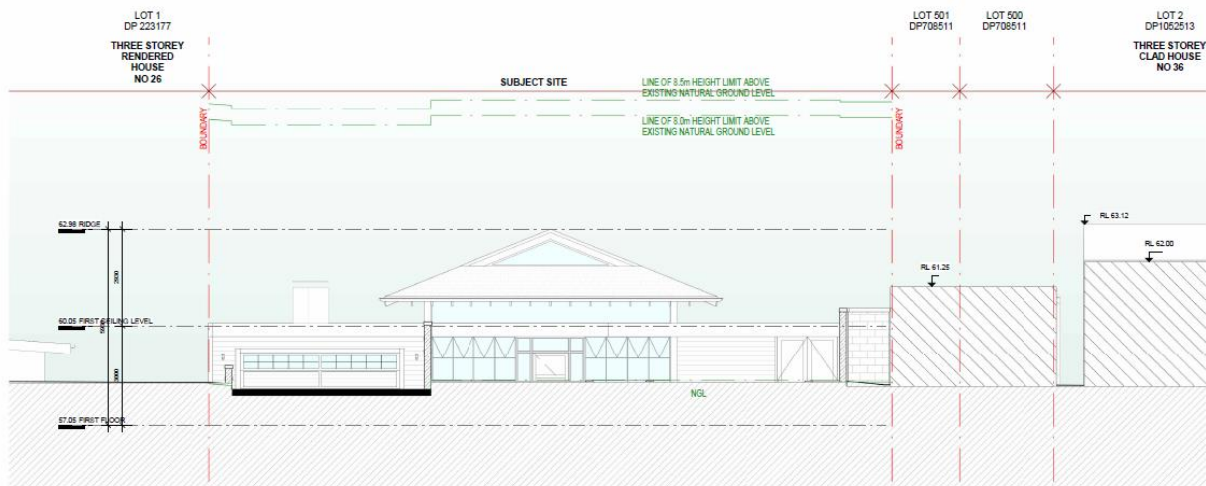 LOT 1
DP 223177
THREE STOREY
RENDERED
HOUSE
NO 26
SUBJECT SITE
LINE OF 8.5m HEIGHT LIMIT ABOVE
EXISTING NATURAL GROUND LEVEL
LINE OF 8.0m HEIGHT LIMIT ABOVE
EXISTING NATURAL GROUND LEVEL
BOUNDARY
BOUNDARY
LOT 501
DP708511
LOT 500
DP708511
LOT 2
DP1052513
THREE STOREY
CLAD HOUSE
NO 36
62.98 RIDGE
RL 63.12
RL 62.00
RL 61.25
2930
60.05 FIRST CEILING LEVEL
3000
NGL
57.05 FIRST FLOOR